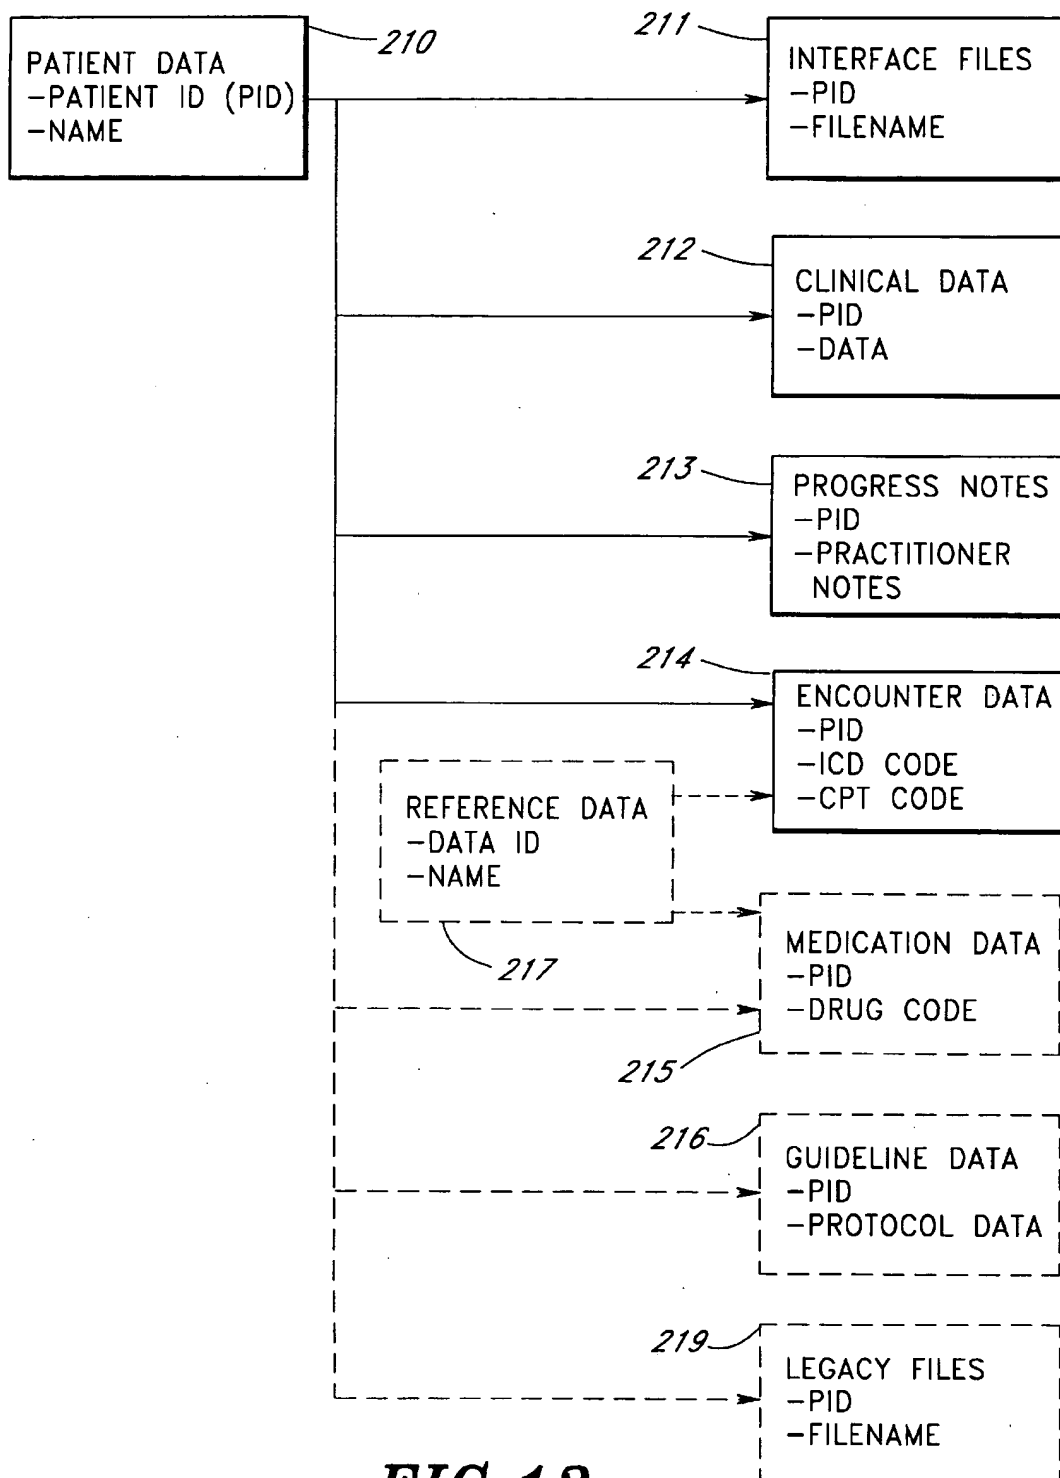 210
PATIENT DATA
-PATIENT ID (PID)
-NAME
211
INTERFACE FILES
-PID
-FILENAME
212
CLINICAL DATA
-PID
-DATA
213
PROGRESS NOTES
-PID
-PRACTITIONER
NOTES
214
ENCOUNTER DATA
-PID
-ICD CODE
-CPT CODE
REFERENCE DATA
-DATA ID
-NAME
217
MEDICATION DATA
-PID
-DRUG CODE
215
216
GUIDELINE DATA
-PID
-PROTOCOL DATA
219
LEGACY FILES
-PID
-FILENAME